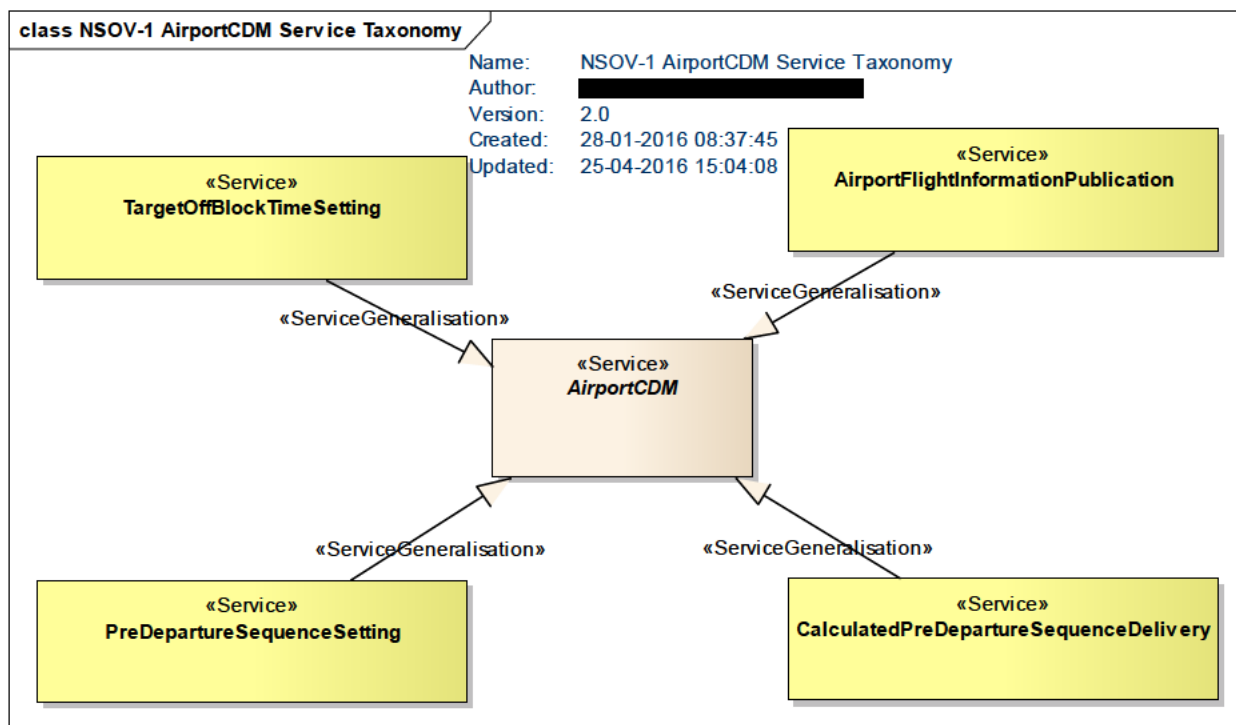 class NSOV-1 AirportCDM Service Taxonomy
Name: NSOV-1 AirportCDM Service Taxonomy
Author:
Version: 2.0
Created: 28-01-2016 08:37:45
Updated: 25-04-2016 15:04:08
«Service»
TargetOffBlockTimeSetting
«Service»
AirportFlightInformationPublication
«ServiceGeneralisation»
«ServiceGeneralisation»
«Service»
AirportCDM
«ServiceGeneralisation»
«ServiceGeneralisation»
«Service»
PreDepartureSequenceSetting
«Service»
CalculatedPreDepartureSequenceDelivery